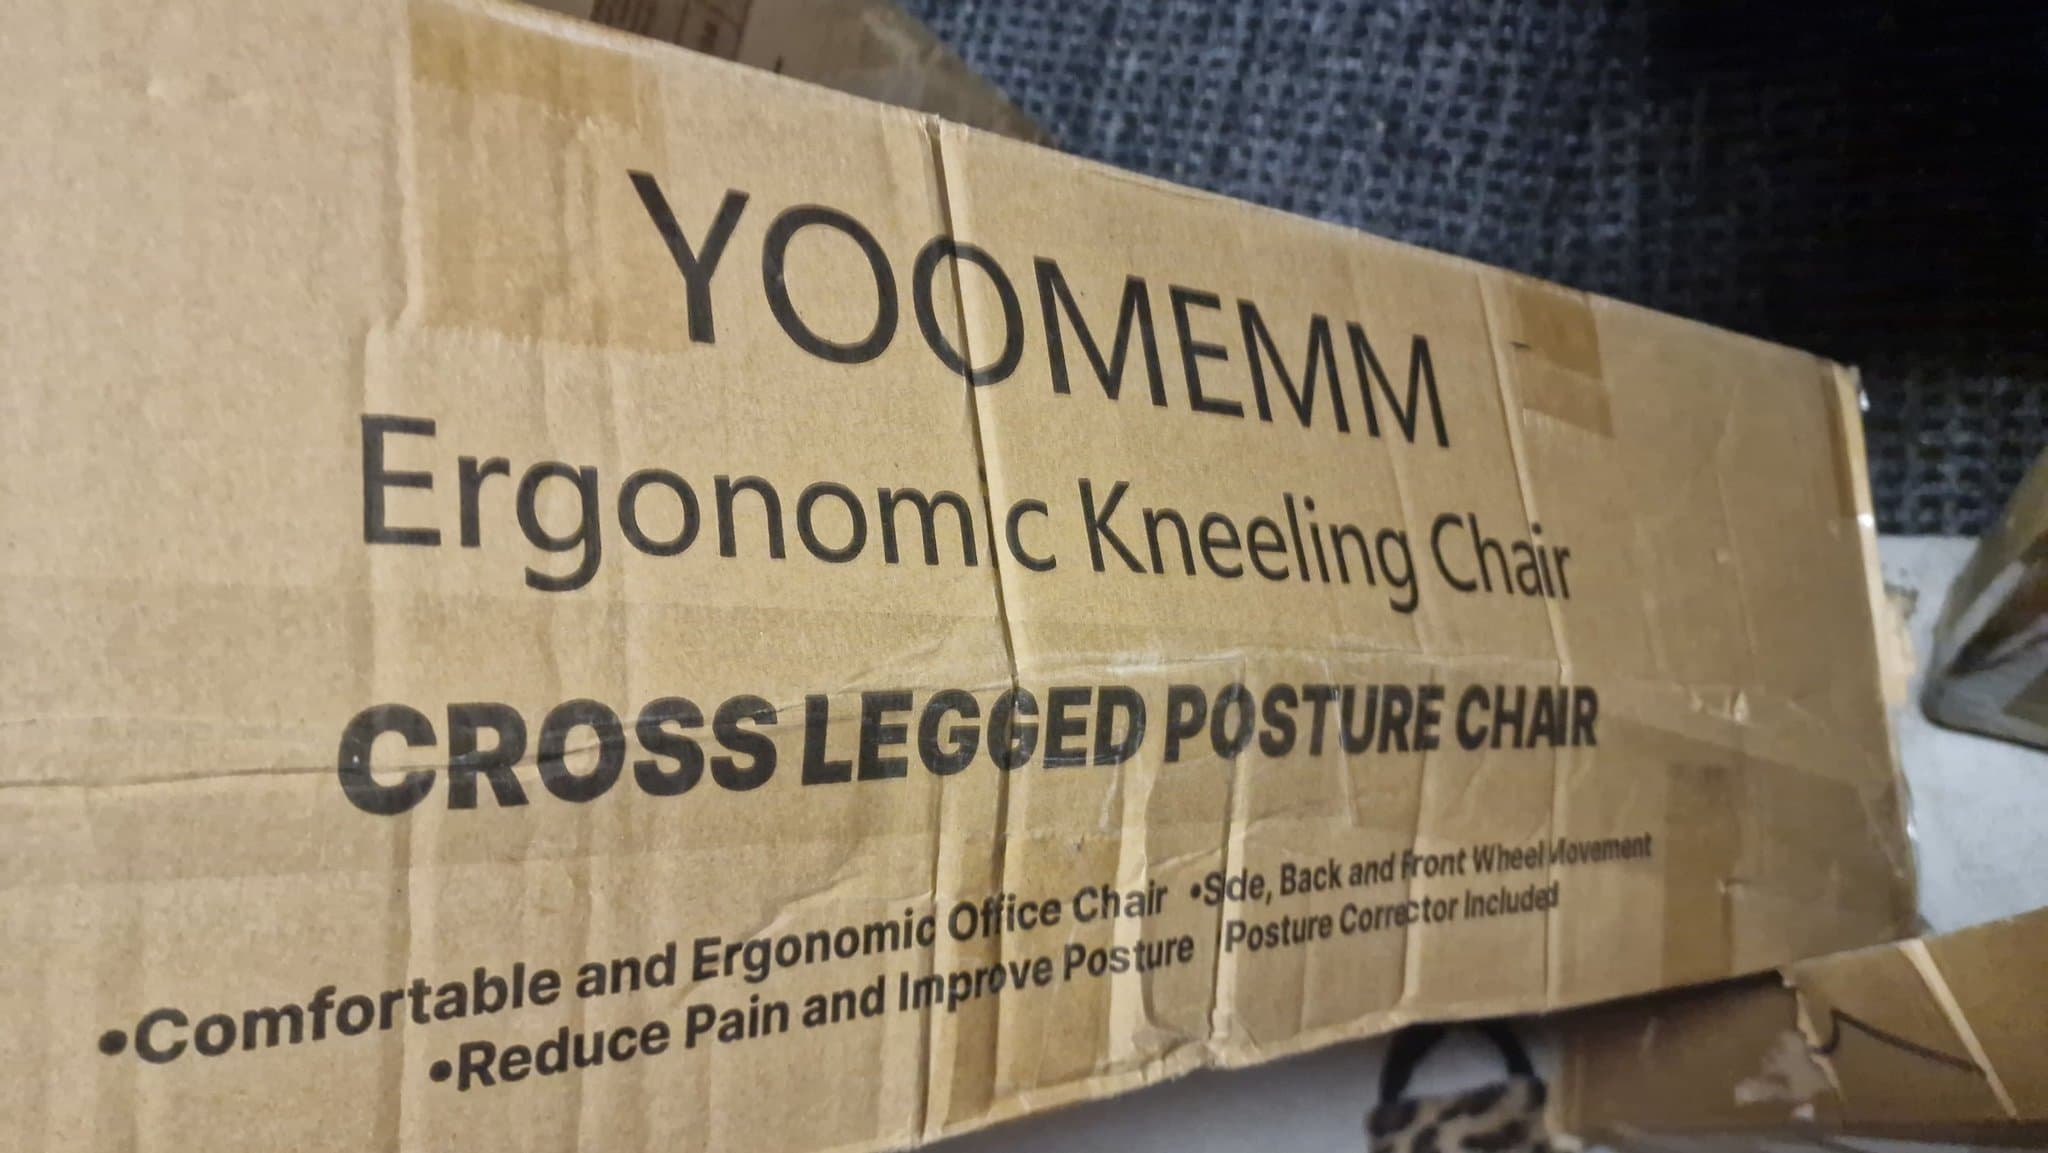 YOOMEMM
Ergonomic Kneeling Chair
CROSS LEGGED POSTURE CHAIR
•Comfortable and Ergonomic Office Chair •Side, Back and Front Wheel Movement
•Reduce Pain and Improve Posture Posture Corrector Included